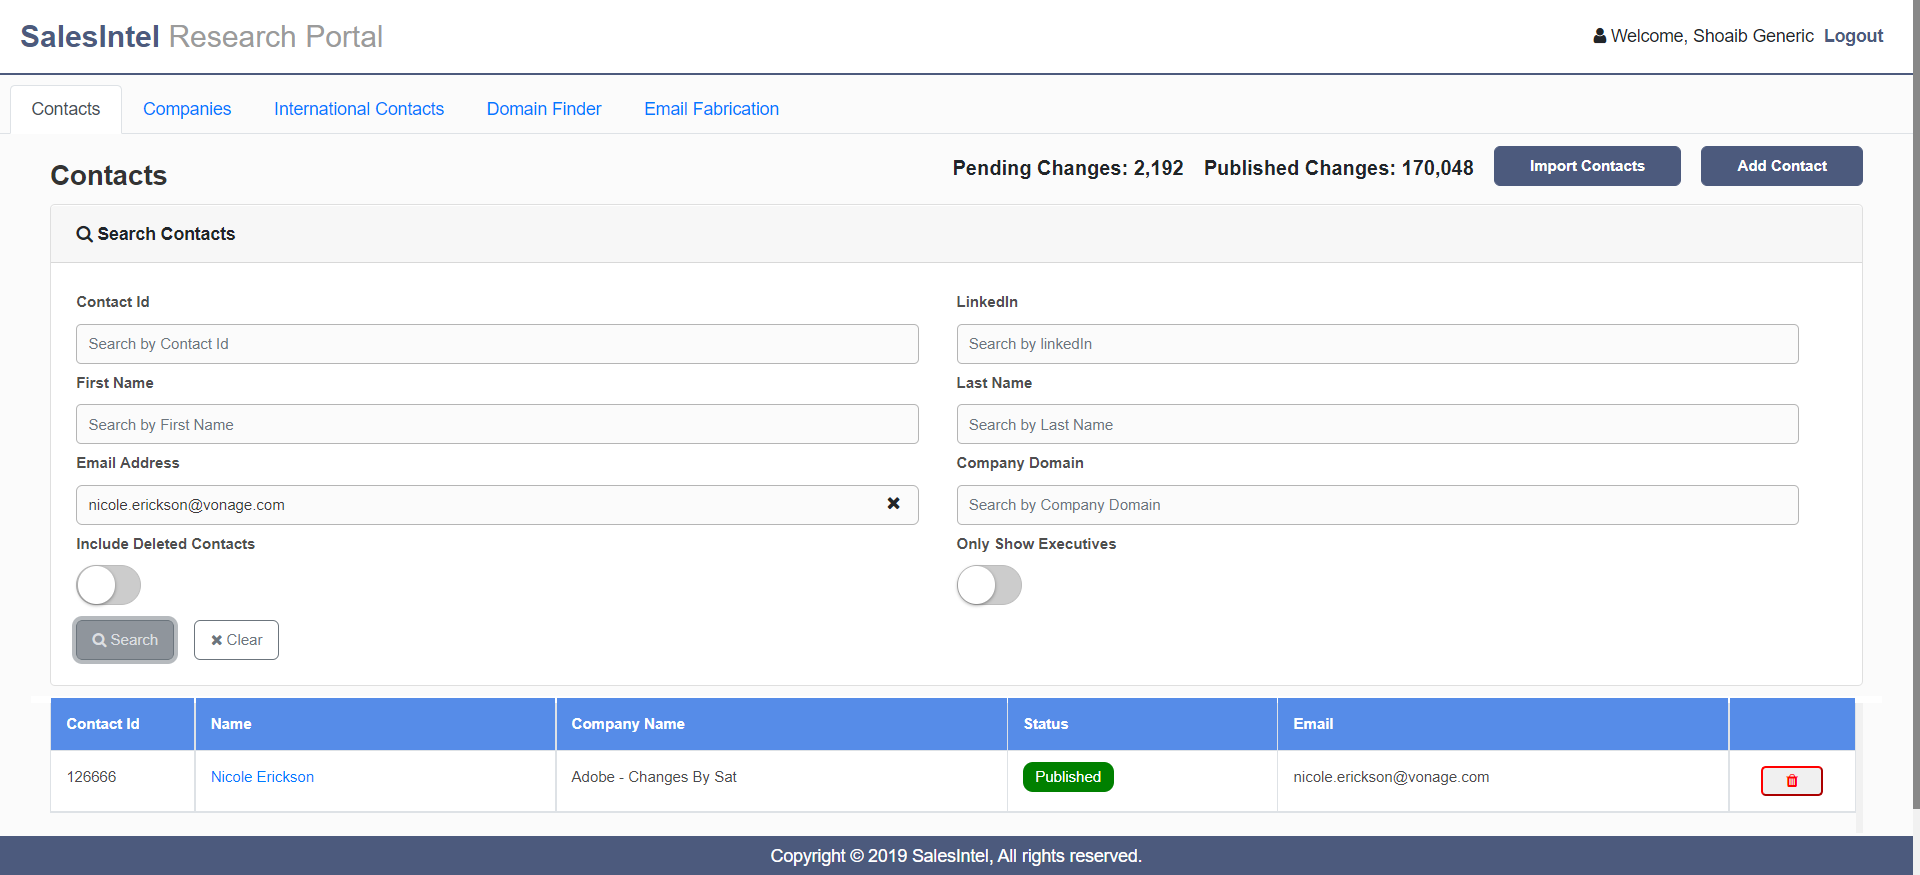 SalesIntel Research Portal
Welcome, Shoaib Generic Logout
Contacts Companies International Contacts Domain Finder Email Fabrication
Contacts
Pending Changes: 2,192 Published Changes: 170,048 Import Contacts Add Contact
Search Contacts
Contact Id LinkedIn
Search by Contact Id Search by linkedIn
First Name Last Name
Search by First Name Search by Last Name
Email Address Company Domain
nicole.erickson@vonage.com Search by Company Domain
Include Deleted Contacts Only Show Executives
Search Clear
Contact Id Name Company Name Status Email
126666 Nicole Erickson Adobe - Changes By Sat Published nicole.erickson@vonage.com
Copyright © 2019 SalesIntel, All rights reserved.